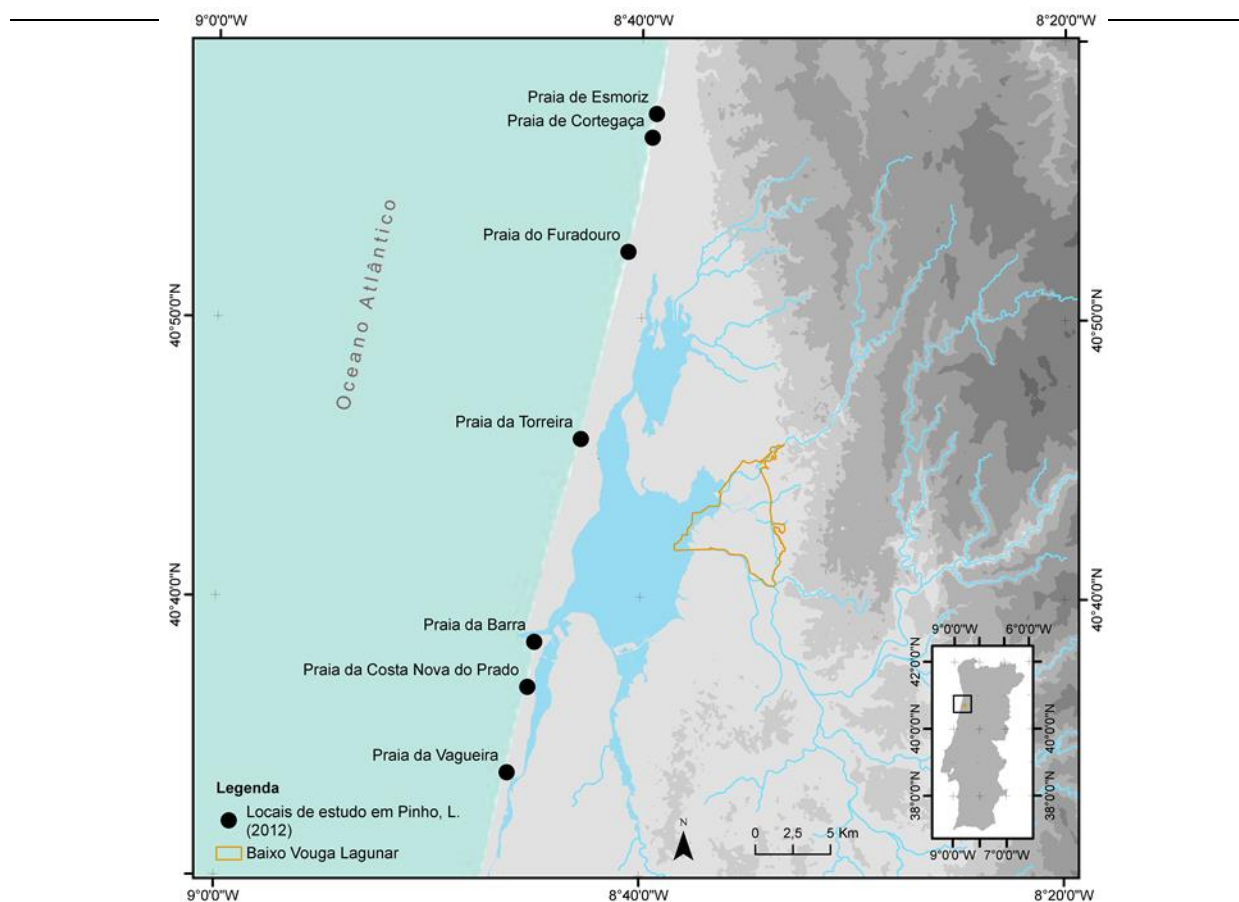 9°0'0"W
8°40'0"W
8°20'0"W
Praia de Esmoriz
Praia de Cortegaça
Praia do Furadouro
Oceano Atlântico
40°50'0"N
40°50'0"N
Praia da Torreira
40°40'0"N
40°40'0"N
Praia da Barra
Praia da Costa Nova do Prado
Praia da Vagueira
Legenda
Locais de estudo em Pinho, L.
(2012)
Baixo Vouga Lagunar
N
0 2,5 5 Km
9°0'0"W 6°0'0"W
42°0'0"N
42°0'0"N
40°0'0"N
40°0'0"N
38°0'0"N
38°0'0"N
9°0'0"W 7°0'0"W
9°0'0"W
8°40'0"W
8°20'0"W